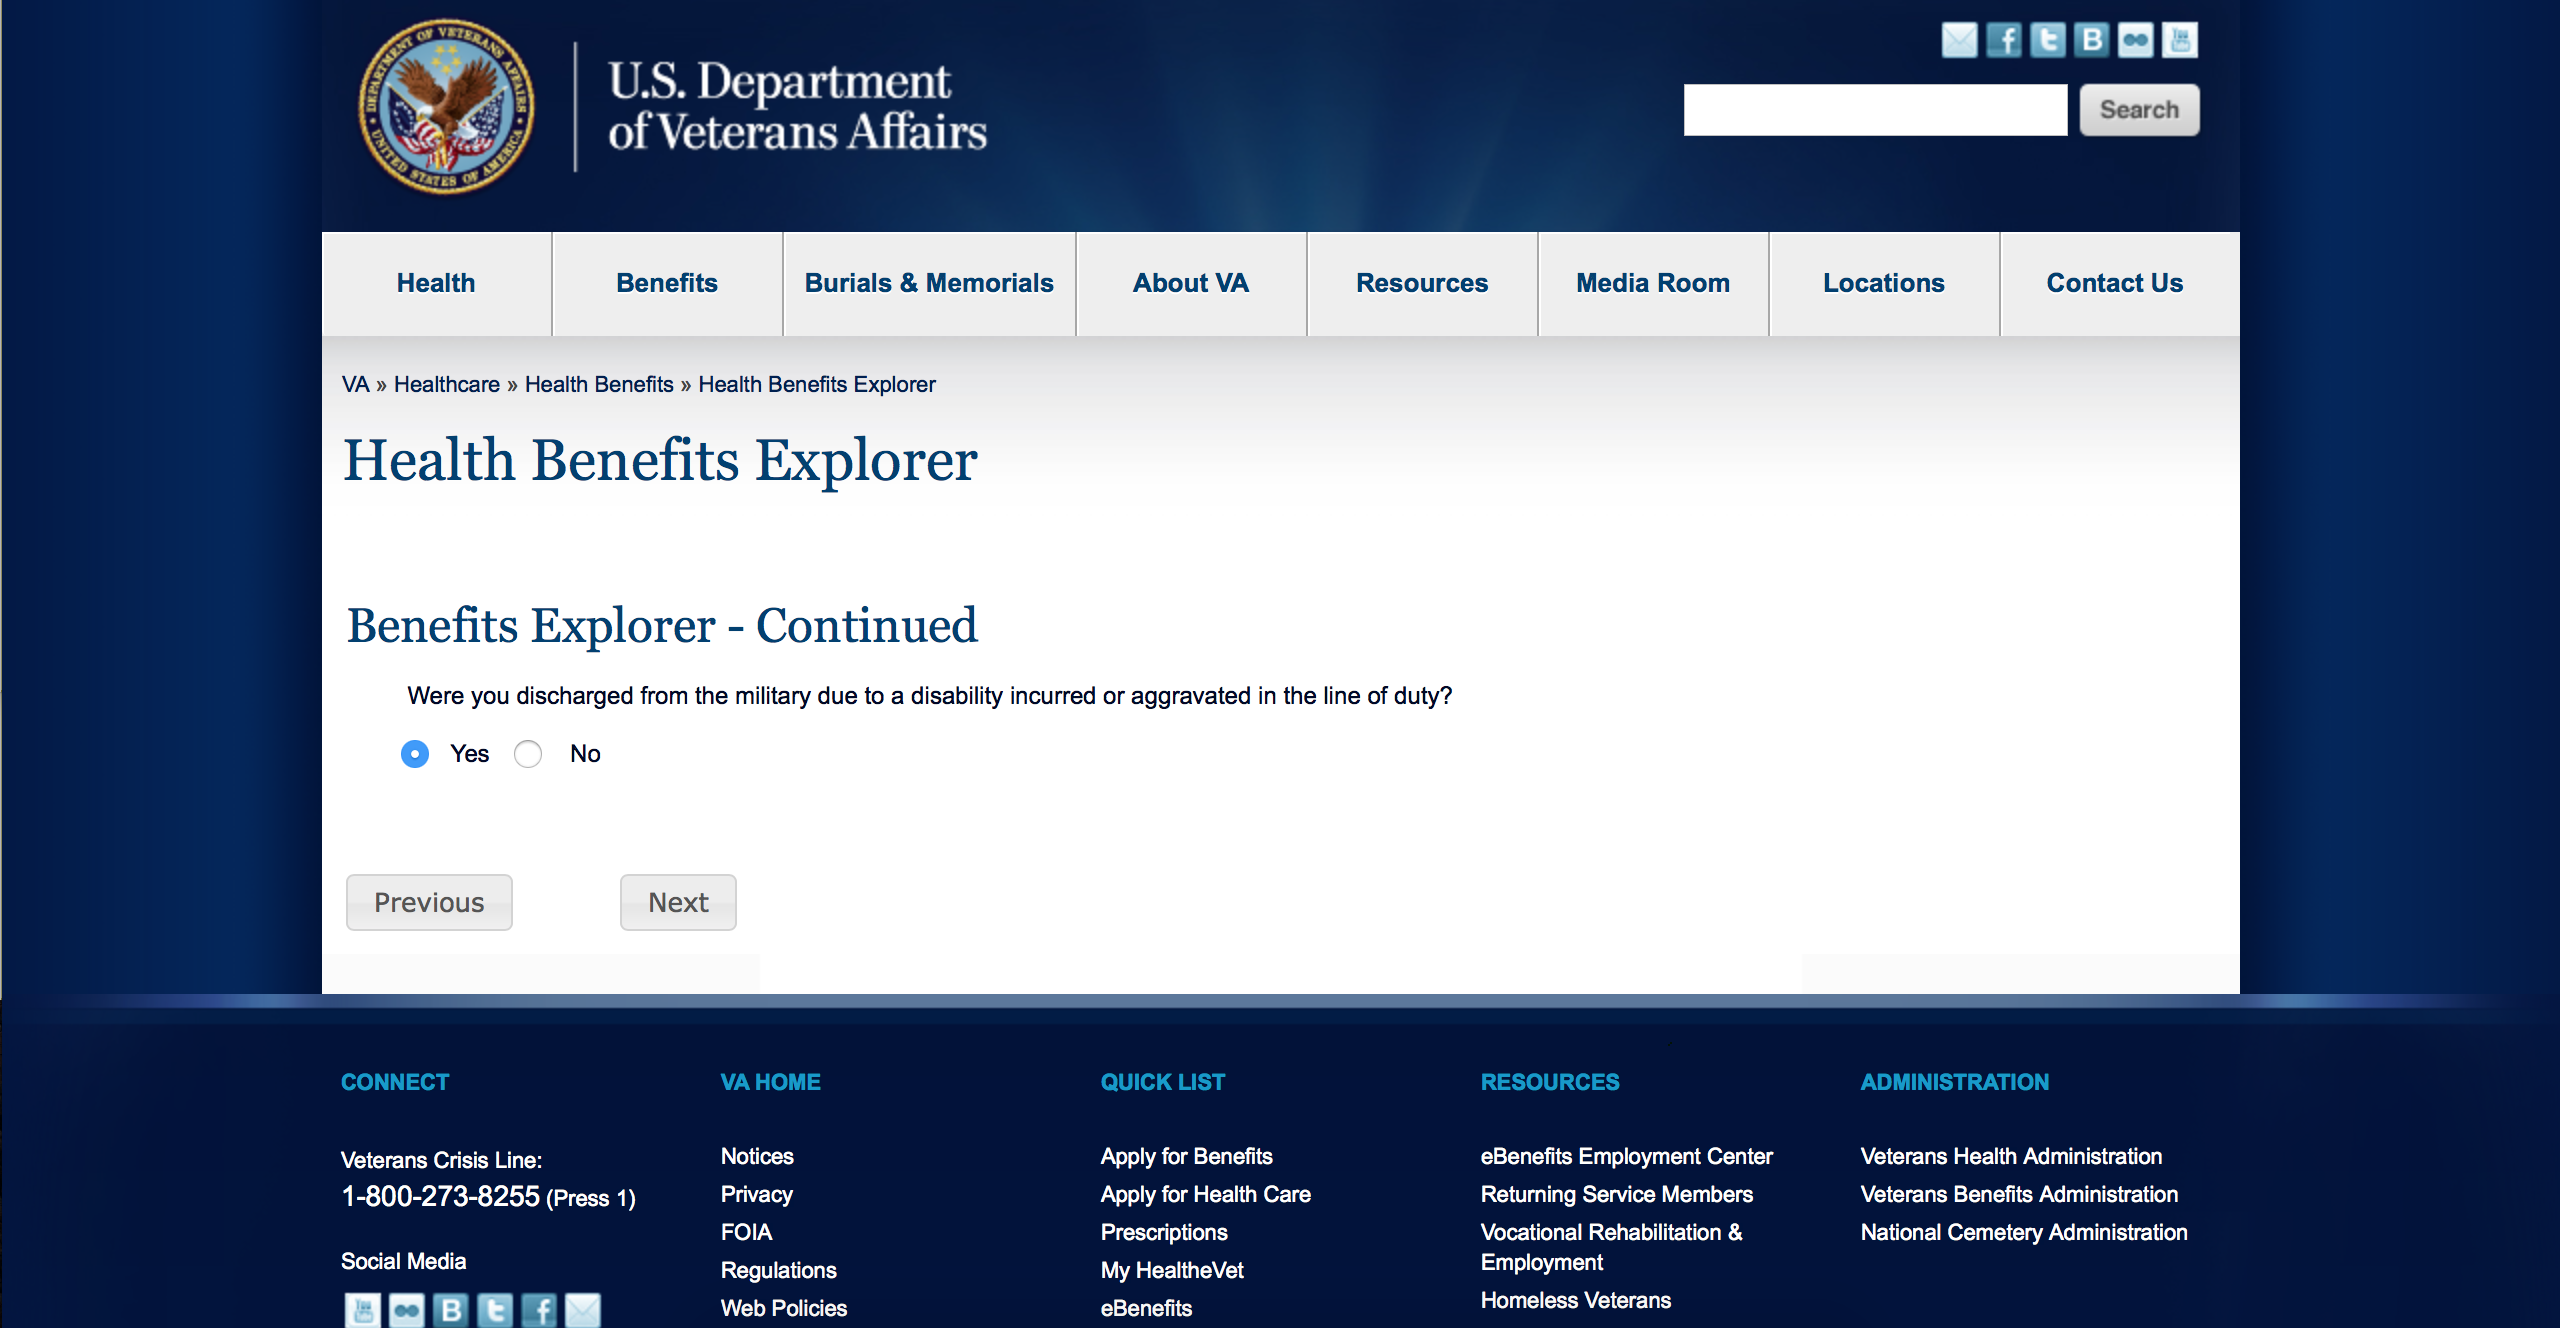 DEPARTMENT OF VETERANS AFFAIRS
UNITED STATES OF AMERICA
U.S. Department
of Veterans Affairs
Search
Health
Benefits
Burials & Memorials
About VA
Resources
Media Room
Locations
Contact Us
VA » Healthcare » Health Benefits » Health Benefits Explorer
Health Benefits Explorer
Benefits Explorer - Continued
Were you discharged from the military due to a disability incurred or aggravated in the line of duty?
Yes No
Previous
Next
CONNECT
Veterans Crisis Line:
1-800-273-8255 (Press 1)
Social Media
VA HOME
Notices
Privacy
FOIA
Regulations
Web Policies
QUICK LIST
Apply for Benefits
Apply for Health Care
Prescriptions
My HealtheVet
eBenefits
RESOURCES
eBenefits Employment Center
Returning Service Members
Vocational Rehabilitation &
Employment
Homeless Veterans
ADMINISTRATION
Veterans Health Administration
Veterans Benefits Administration
National Cemetery Administration